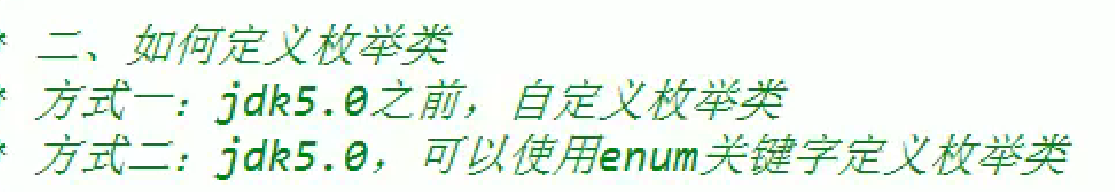 * 二、如何定义枚举类
* 方式一：jdk5.0之前，自定义枚举类
* 方式二：jdk5.0，可以使用enum关键字定义枚举类